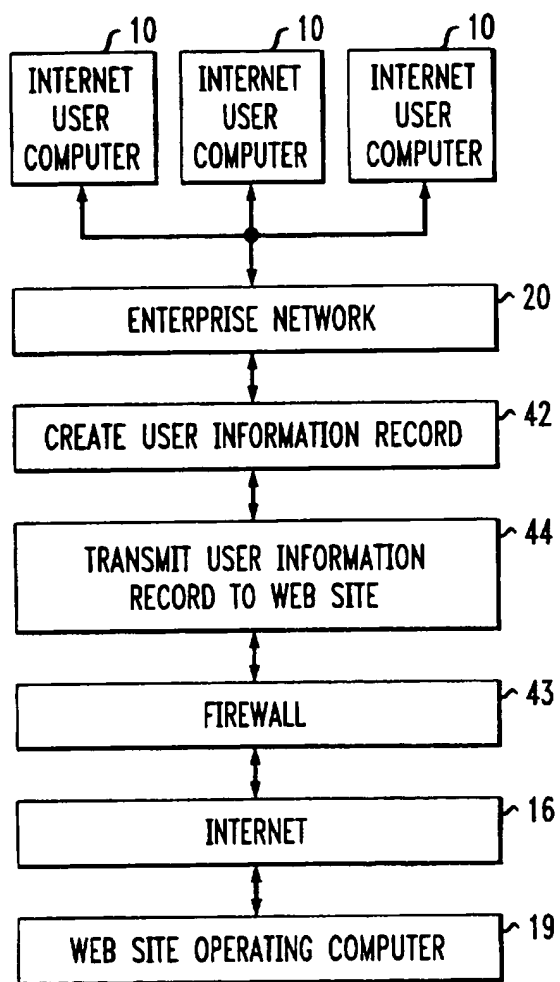 10 10 10
INTERNET USER COMPUTER
INTERNET USER COMPUTER
INTERNET USER COMPUTER
20
ENTERPRISE NETWORK
42
CREATE USER INFORMATION RECORD
44
TRANSMIT USER INFORMATION
RECORD TO WEB SITE
43
FIREWALL
16
INTERNET
19
WEB SITE OPERATING COMPUTER